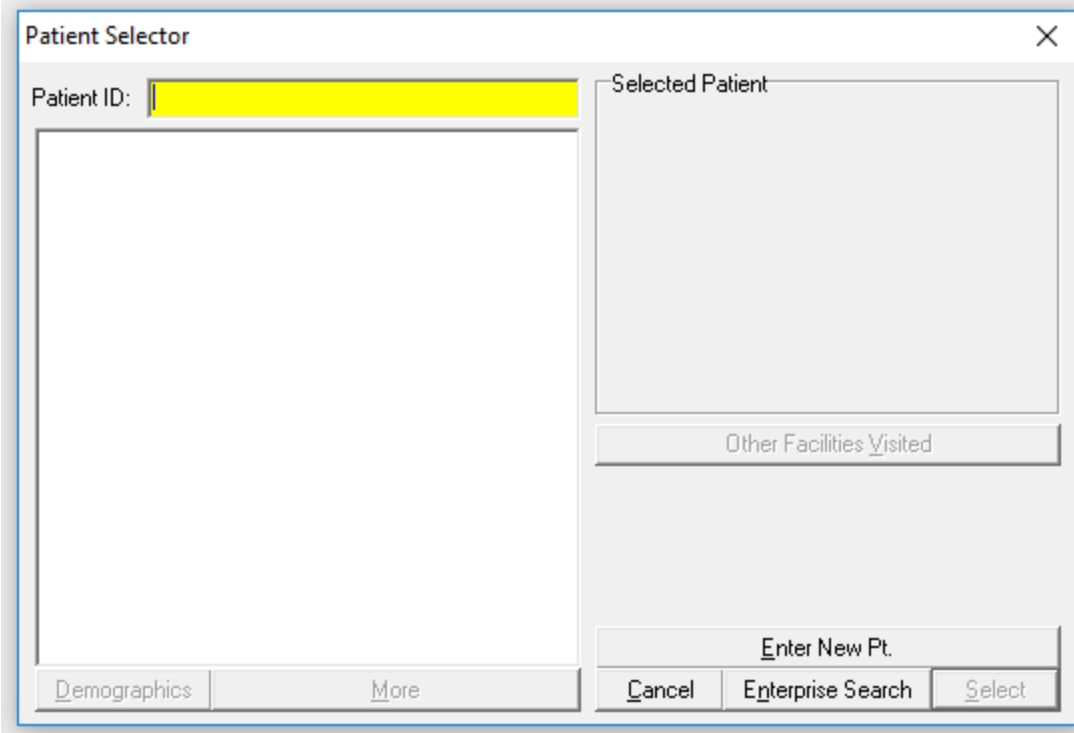 Patient Selector
Patient ID:
Selected Patient
Other Facilities Visited
Enter New Pt.
Demographics
More
Cancel
Enterprise Search
Select